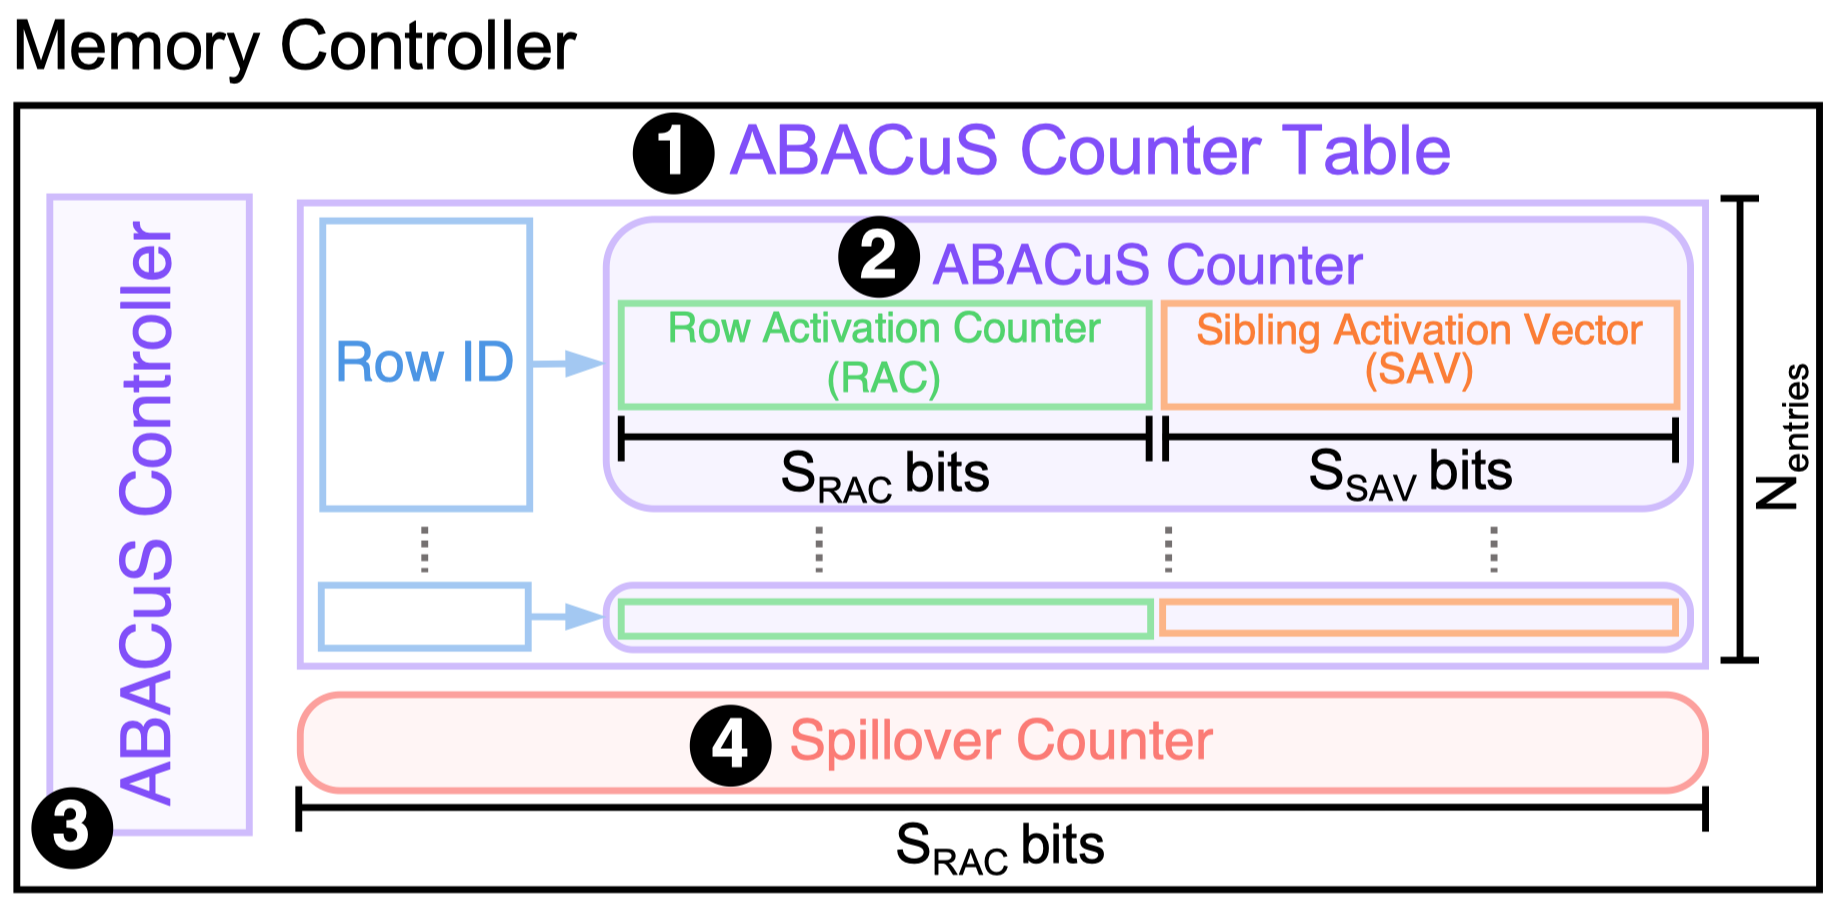 Memory Controller
1 ABACuS Counter Table
2 ABACuS Counter
Row ID
Row Activation Counter
(RAC)
Sibling Activation Vector
(SAV)
SRAC bits
SSAV bits
Nentries
ABACuS Controller
3
4 Spillover Counter
SRAC bits